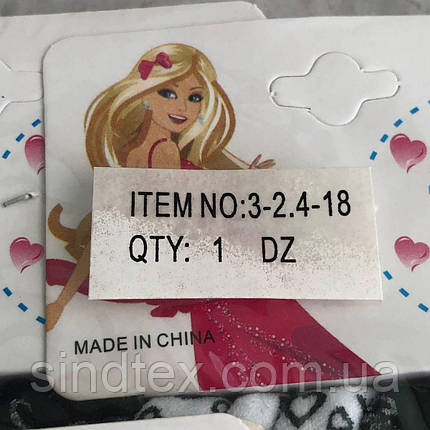 ITEM NO:3-2.4-18
QTY: 1 DZ
MADE IN CHINA
sindtex.com.ua